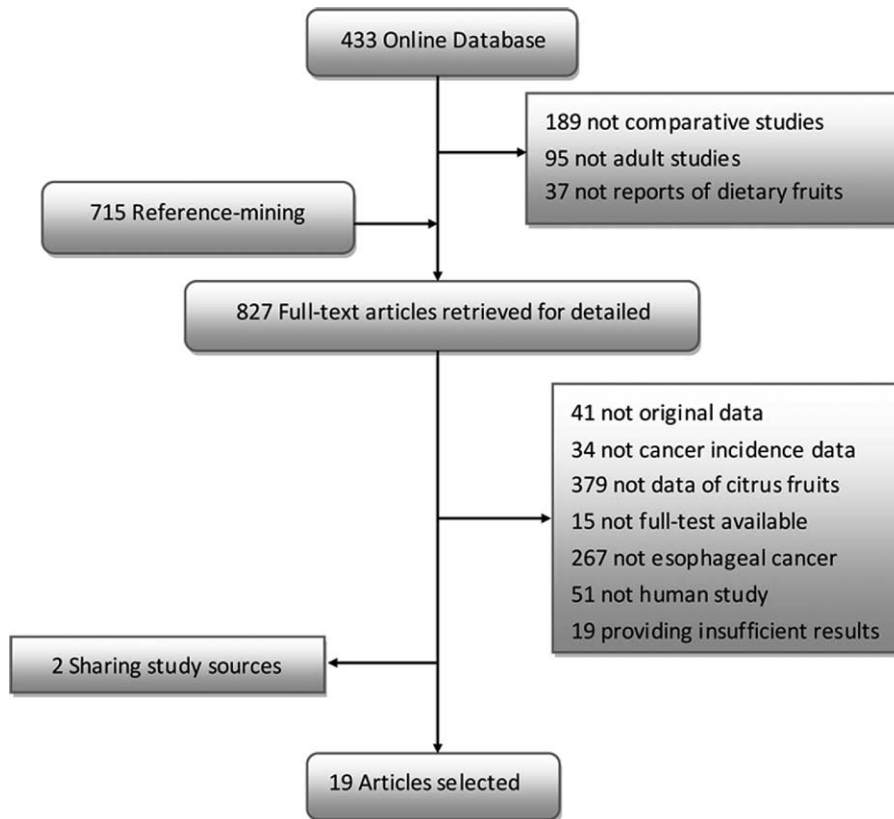 433 Online Database
189 not comparative studies
95 not adult studies
37 not reports of dietary fruits
715 Reference-mining
827 Full-text articles retrieved for detailed
41 not original data
34 not cancer incidence data
379 not data of citrus fruits
15 not full-test available
267 not esophageal cancer
51 not human study
19 providing insufficient results
2 Sharing study sources
19 Articles selected